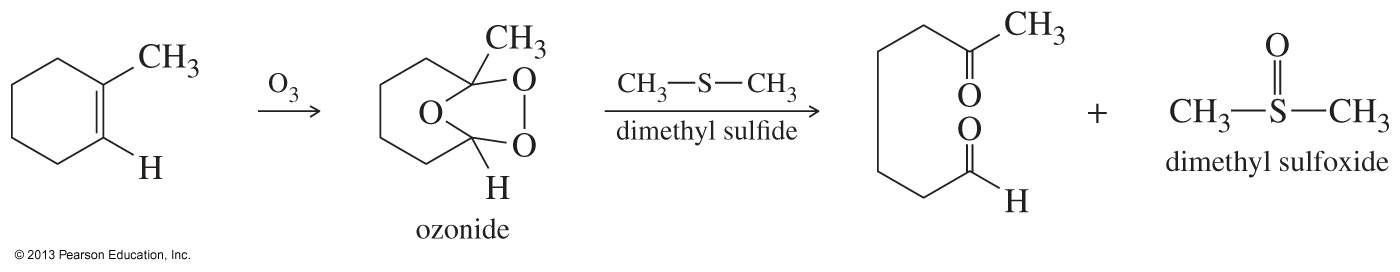 CH₃
H
O₃
CH₃
O
O
O
H
ozonide
CH₃—S—CH₃
dimethyl sulfide
CH₃
O
O
H
+
O
CH₃—S—CH₃
dimethyl sulfoxide
© 2013 Pearson Education, Inc.